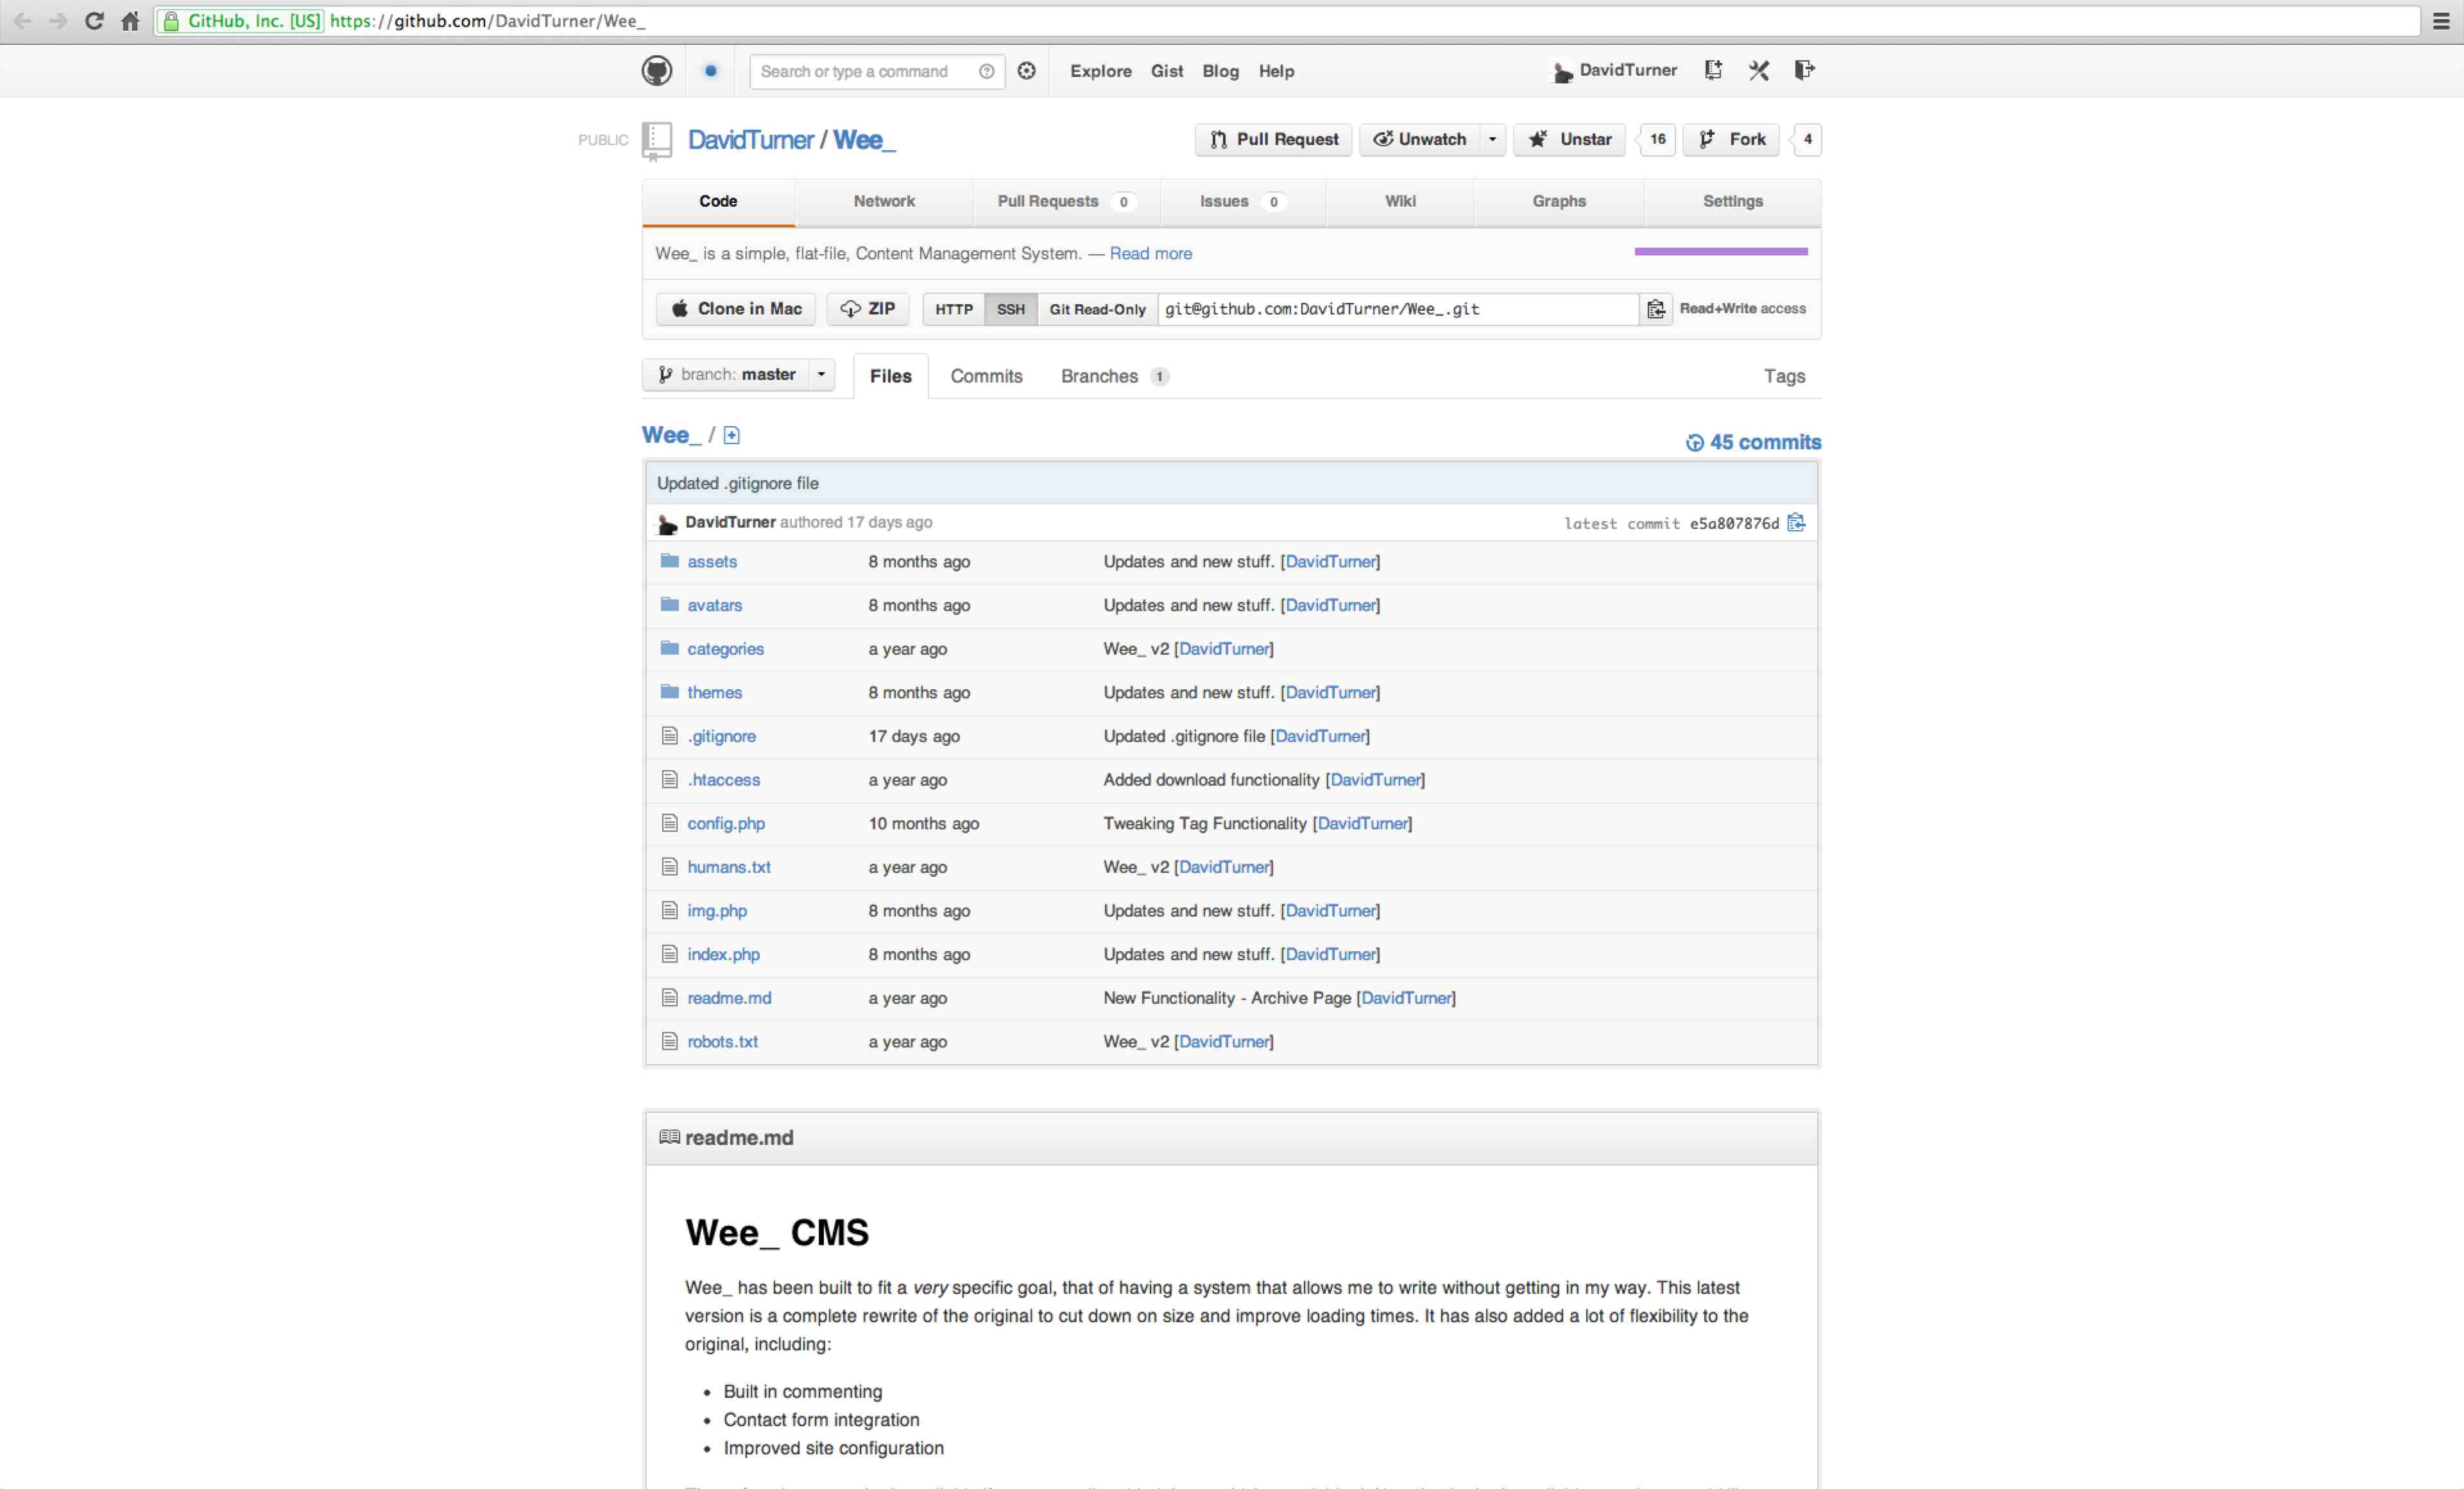 GitHub, Inc. [US] https://github.com/DavidTurner/Wee_
Search or type a command
Explore Gist Blog Help
DavidTurner
PUBLIC DavidTurner / Wee_
Pull Request Unwatch Unstar 16 Fork 4
Code Network Pull Requests 0 Issues 0 Wiki Graphs Settings
Wee_ is a simple, flat-file, Content Management System. — Read more
Clone in Mac ZIP HTTP SSH Git Read-Only git@github.com:DavidTurner/Wee_.git Read+Write access
branch: master Files Commits Branches 1 Tags
Wee_ /
45 commits
Updated .gitignore file
DavidTurner authored 17 days ago latest commit e5a807876d
assets 8 months ago Updates and new stuff. [DavidTurner]
avatars 8 months ago Updates and new stuff. [DavidTurner]
categories a year ago Wee_ v2 [DavidTurner]
themes 8 months ago Updates and new stuff. [DavidTurner]
.gitignore 17 days ago Updated .gitignore file [DavidTurner]
.htaccess a year ago Added download functionality [DavidTurner]
config.php 10 months ago Tweaking Tag Functionality [DavidTurner]
humans.txt a year ago Wee_ v2 [DavidTurner]
img.php 8 months ago Updates and new stuff. [DavidTurner]
index.php 8 months ago Updates and new stuff. [DavidTurner]
readme.md a year ago New Functionality - Archive Page [DavidTurner]
robots.txt a year ago Wee_ v2 [DavidTurner]
readme.md
Wee_ CMS
Wee_ has been built to fit a very specific goal, that of having a system that allows me to write without getting in my way. This latest
version is a complete rewrite of the original to cut down on size and improve loading times. It has also added a lot of flexibility to the
original, including:
• Built in commenting
• Contact form integration
• Improved site configuration